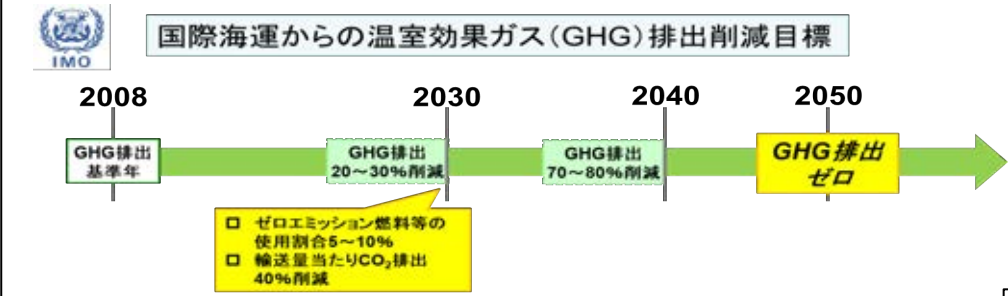 国際海運からの温室効果ガス(GHG)排出削減目標
IMO
2008
2030
2040
2050
GHG排出
基準年
GHG排出
20～30%削減
GHG排出
70～80%削減
GHG排出
ゼロ
□ ゼロエミッション燃料等の
使用割合5～10%
□ 輸送量当たりCO₂排出
40%削減